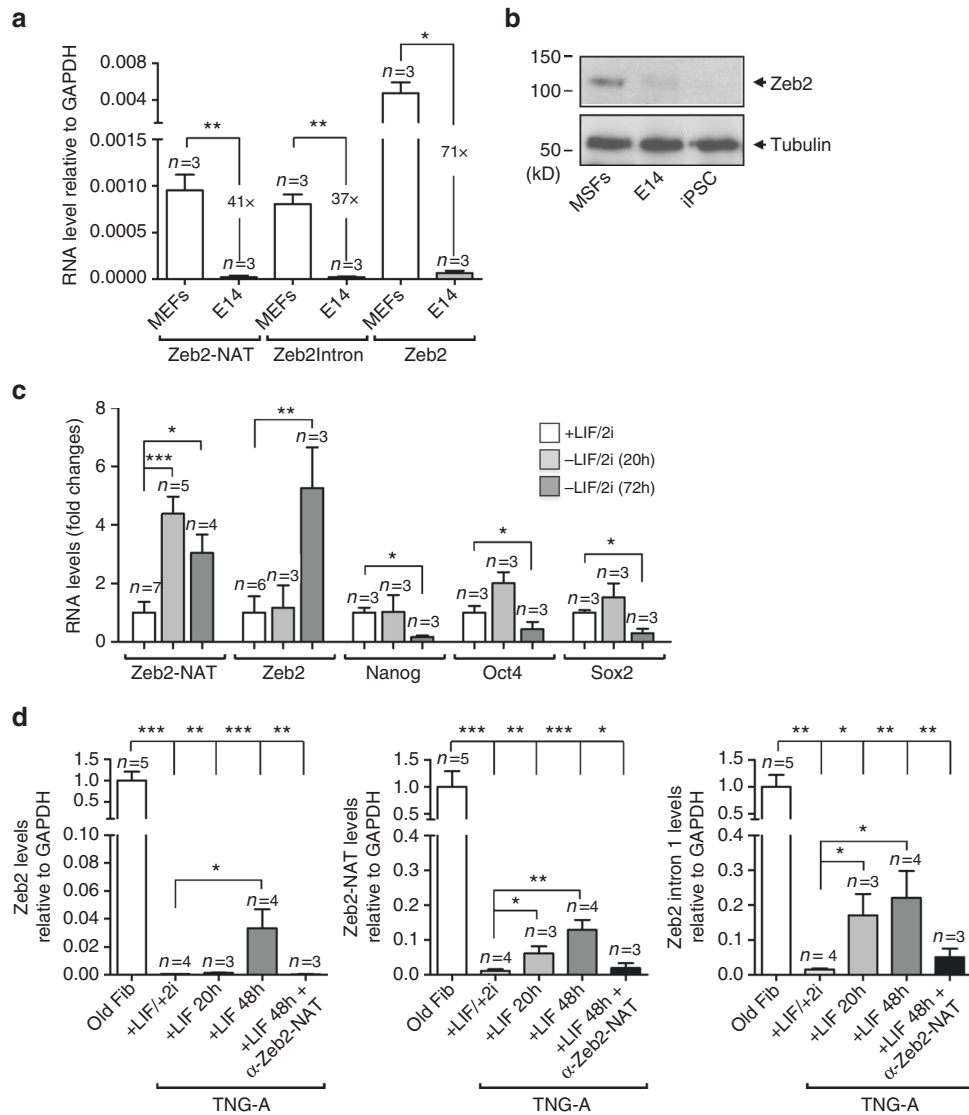 a
RNA level relative to GAPDH
0.008
0.004
0.0015
0.0010
0.0005
0.0000
n=3
**
41×
n=3
n=3
**
37×
n=3
n=3
*
71×
n=3
MEFs
E14
MEFs
E14
MEFs
E14
Zeb2-NAT
Zeb2Intron
Zeb2
b
150
100
50
(kD)
Zeb2
Tubulin
MSFs
E14
iPSC
c
RNA levels (fold changes)
8
6
4
2
0
+LIF/2i
–LIF/2i (20h)
–LIF/2i (72h)
*
***
n=7
n=5
n=4
**
n=6
n=3
n=3
*
n=3
n=3
n=3
*
n=3
n=3
n=3
*
n=3
n=3
n=3
Zeb2-NAT
Zeb2
Nanog
Oct4
Sox2
d
Zeb2 levels
relative to GAPDH
1.5
1.0
0.5
0.10
0.08
0.06
0.04
0.02
0.00
*** ** *** **
n=5
*
n=4
n=3
n=4
n=3
Old Fib
+LIF/+2i
+LIF 20h
+LIF 48h
+LIF 48h +
α-Zeb2-NAT
TNG-A
Zeb2-NAT levels
relative to GAPDH
1.5
1.0
0.5
0.4
0.3
0.2
0.1
0.0
*** ** *** *
n=5
**
*
n=4
n=3
n=4
n=3
Old Fib
+LIF/+2i
+LIF 20h
+LIF 48h
+LIF 48h +
α-Zeb2-NAT
TNG-A
Zeb2 intron 1 levels
relative to GAPDH
1.5
1.0
0.5
0.4
0.3
0.2
0.1
0.0
** * ** **
n=5
*
*
n= 4
n=3
n=4
n=3
Old Fib
+LIF/+2i
+LIF 20h
+LIF 48h
+LIF 48h +
α-Zeb2-NAT
TNG-A